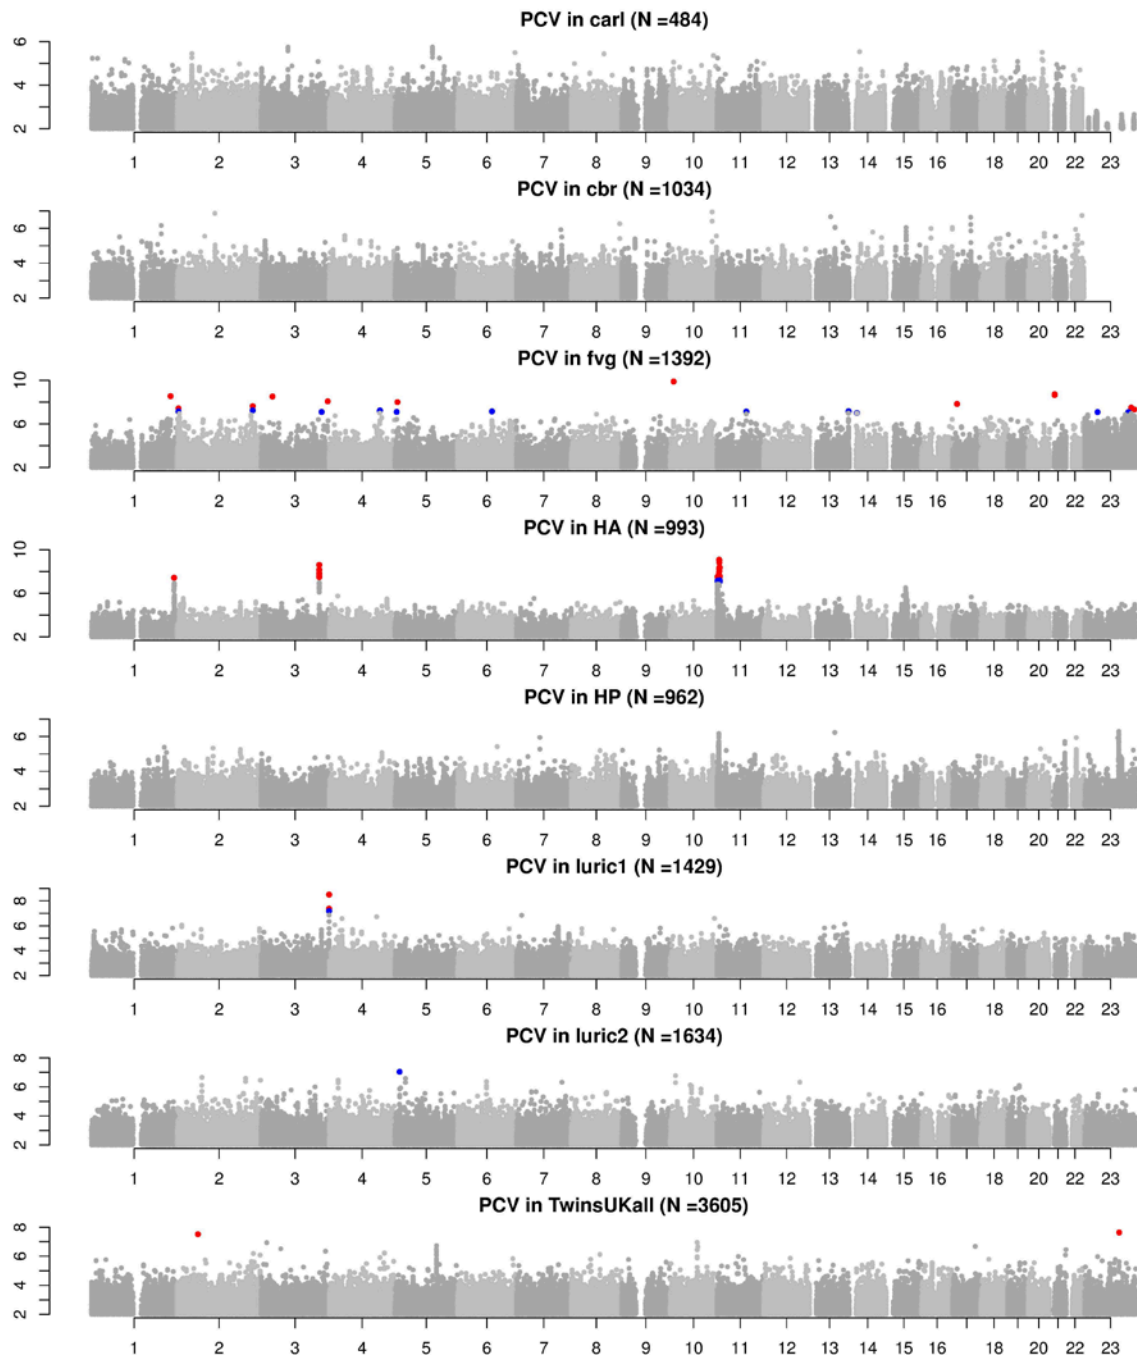 PCV in carl (N =484)
6
4
2
1 2 3 4 5 6 7 8 9 10 11 12 13 14 15 16 18 20 22 23
PCV in cbr (N =1034)
6
4
2
1 2 3 4 5 6 7 8 9 10 11 12 13 14 15 16 18 20 22 23
PCV in fvg (N =1392)
10
6
4
2
1 2 3 4 5 6 7 8 9 10 11 12 13 14 15 16 18 20 22 23
PCV in HA (N =993)
10
6
4
2
1 2 3 4 5 6 7 8 9 10 11 12 13 14 15 16 18 20 22 23
PCV in HP (N =962)
6
4
2
1 2 3 4 5 6 7 8 9 10 11 12 13 14 15 16 18 20 22 23
PCV in luric1 (N =1429)
8
6
4
2
1 2 3 4 5 6 7 8 9 10 11 12 13 14 15 16 18 20 22 23
PCV in luric2 (N =1634)
8
6
4
2
1 2 3 4 5 6 7 8 9 10 11 12 13 14 15 16 18 20 22 23
PCV in TwinsUKall (N =3605)
8
6
4
2
1 2 3 4 5 6 7 8 9 10 11 12 13 14 15 16 18 20 22 23